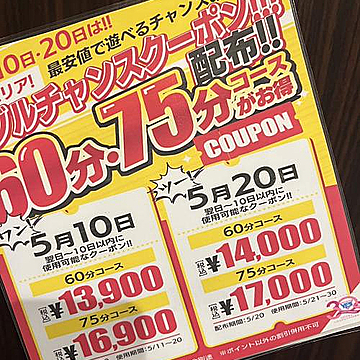 10日・20日は!!
最安値で遊べるチャンス
リア!
ブルチャンスクーポン!!!
配布!!
60分・75分コース
がお得
COUPON
ワン
5月10日
翌日〜10日以内に
使用可能なクーポン!!
60分コース
税込¥13,900
75分コース
税込¥16,900
使用期間:5/11~20
ツー
5月20日
翌日〜10日以内に
使用可能なクーポン!!
60分コース
税込¥14,000
75分コース
税込¥17,000
配布期間:5/20 使用期間:5/21~30
※ポイント以外の割引併用不可